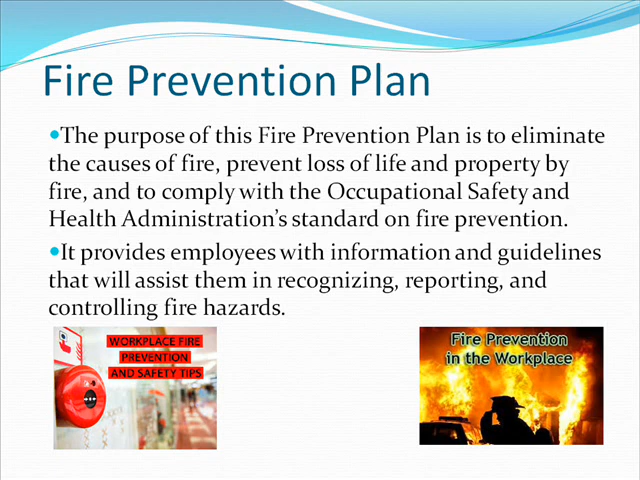 Fire Prevention Plan
The purpose of this Fire Prevention Plan is to eliminate
the causes of fire, prevent loss of life and property by
fire, and to comply with the Occupational Safety and
Health Administration’s standard on fire prevention.
It provides employees with information and guidelines
that will assist them in recognizing, reporting, and
controlling fire hazards.
WORKPLACE FIRE
PREVENTION
AND SAFETY TIPS
Fire Prevention
in the Workplace